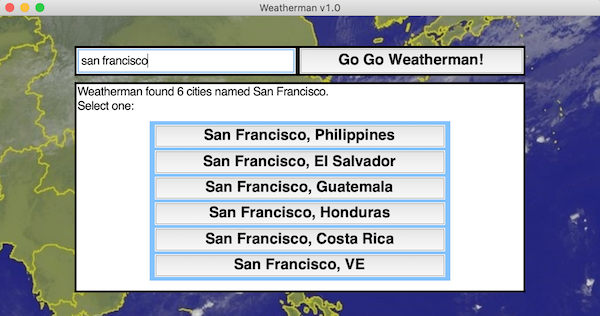 Weatherman v1.0
san francisco
Go Go Weatherman!
Weatherman found 6 cities named San Francisco.
Select one:
San Francisco, Philippines
San Francisco, El Salvador
San Francisco, Guatemala
San Francisco, Honduras
San Francisco, Costa Rica
San Francisco, VE